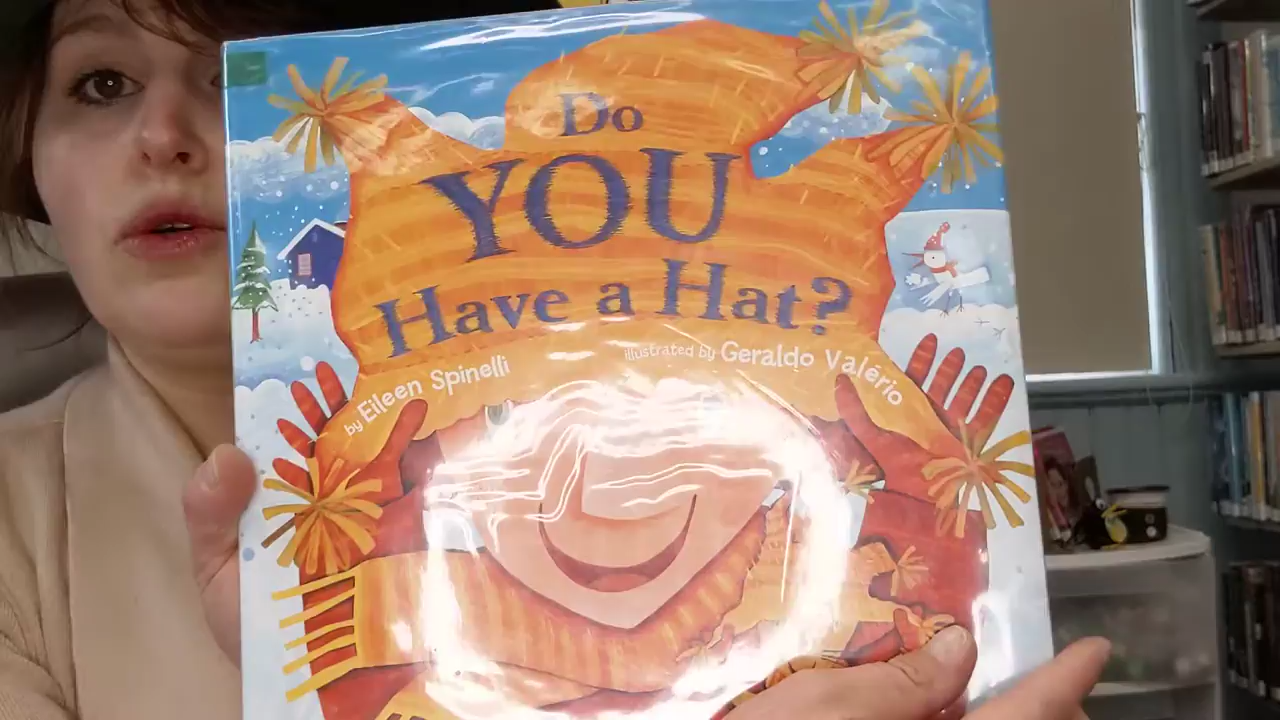 Do
YOU
Have a Hat?
by Eileen Spinelli
illustrated by Geraldo Valério